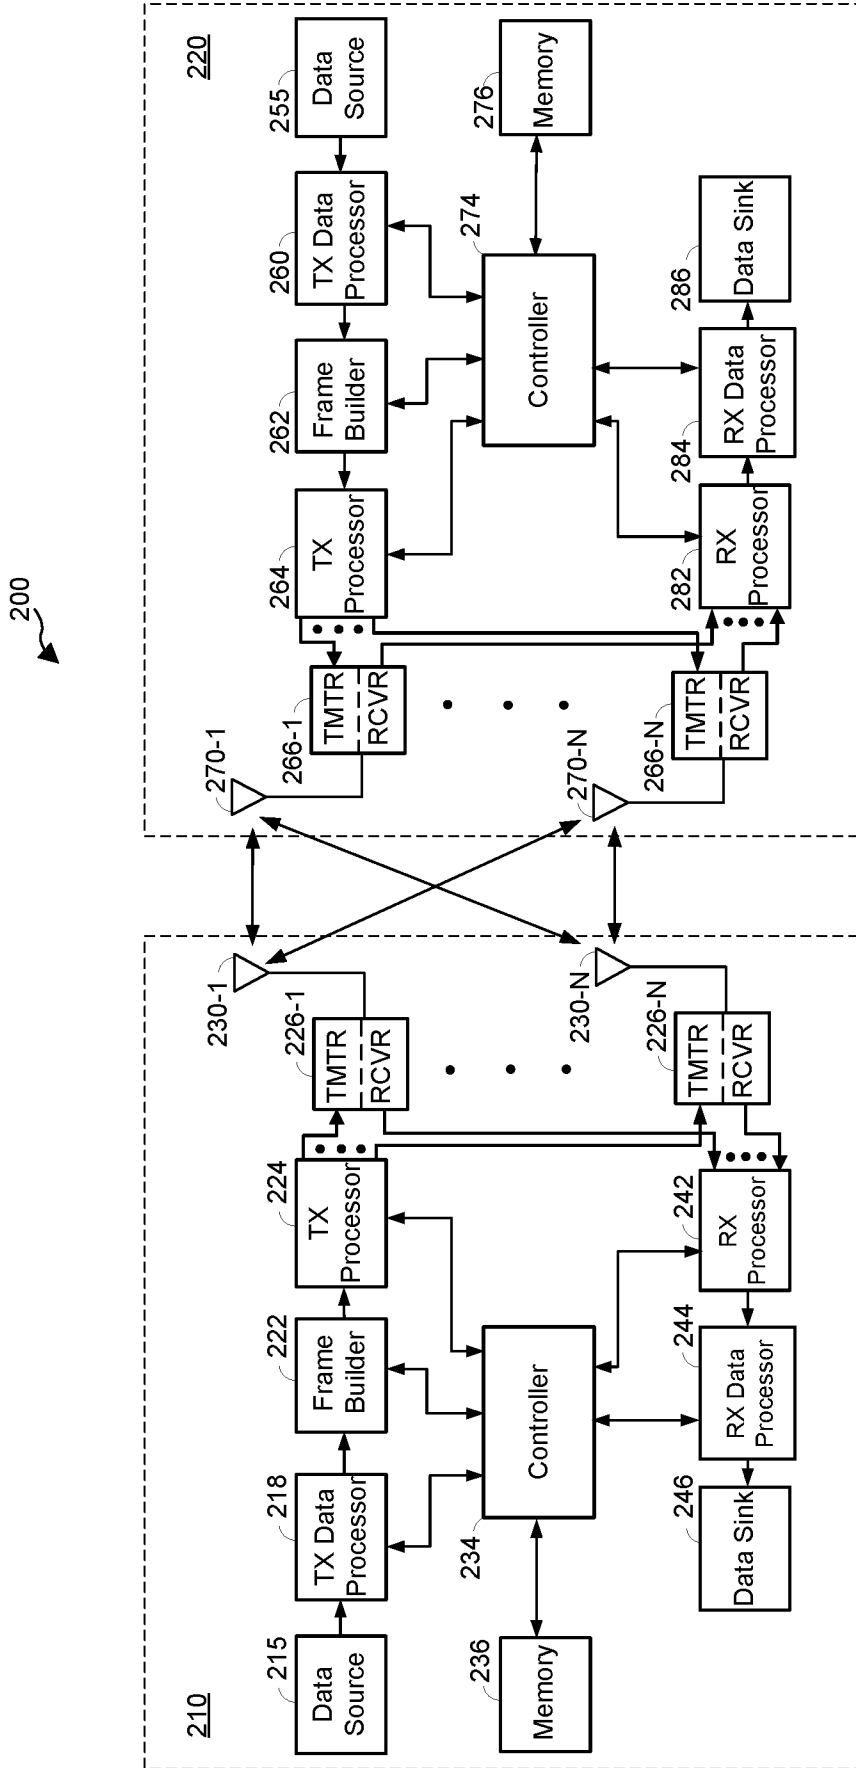 200
210
215
Data
Source
218
TX Data
Processor
222
Frame
Builder
224
TX
Processor
226-1
TMTR
RCVR
230-1
234
Controller
236
Memory
226-N
TMTR
RCVR
230-N
242
RX
Processor
244
RX Data
Processor
246
Data Sink
220
255
Data
Source
260
TX Data
Processor
262
Frame
Builder
264
TX
Processor
266-1
TMTR
RCVR
270-1
274
Controller
276
Memory
266-N
TMTR
RCVR
270-N
282
RX
Processor
284
RX Data
Processor
286
Data Sink